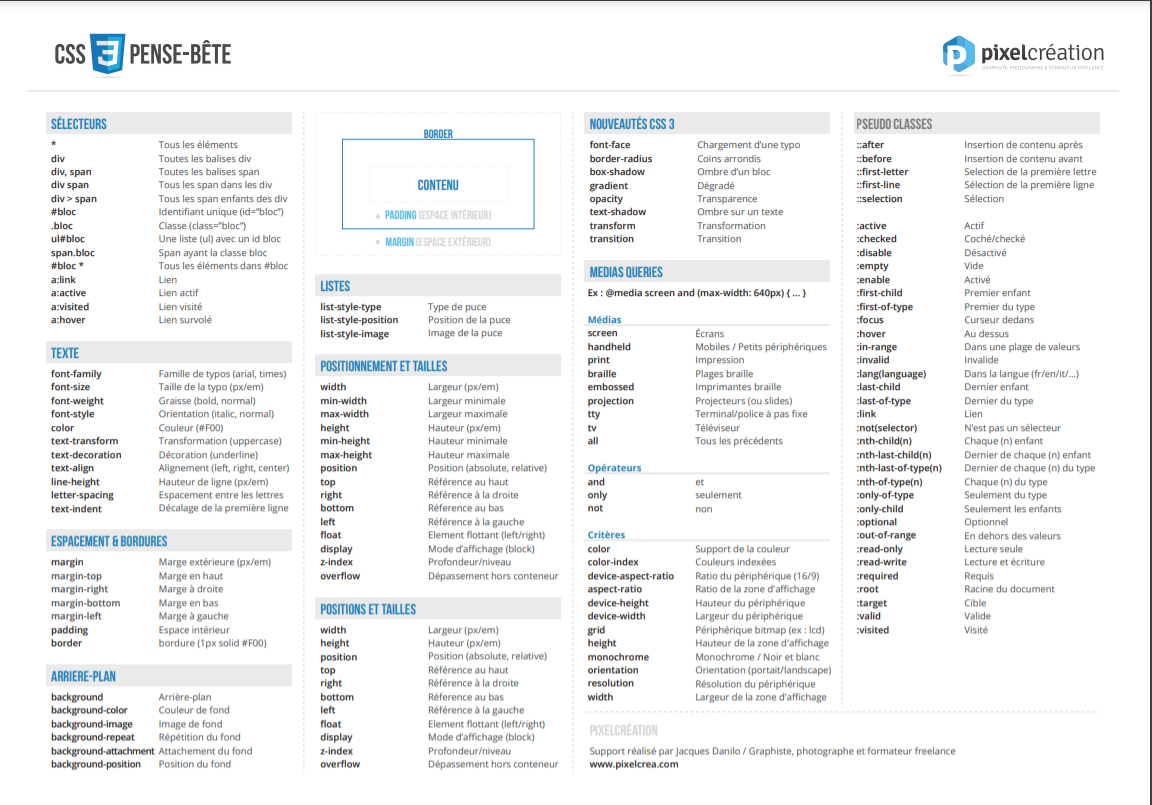 CSS 3 PENSE-BÊTE
pixelcréation
GRAPHISTE, PHOTOGRAPHE & FORMATEUR FREELANCE
SÉLECTEURS
* Tous les éléments
div Toutes les balises div
div, span Toutes les balises span
div span Tous les span dans les div
div > span Tous les span enfants des div
#bloc Identifiant unique (id="bloc")
.bloc Classe (class="bloc")
ul#bloc Une liste (ul) avec un id bloc
span.bloc Span ayant la classe bloc
#bloc * Tous les éléments dans #bloc
a:link Lien
a:active Lien actif
a:visited Lien visité
a:hover Lien survolé
TEXTE
font-family Famille de typos (arial, times)
font-size Taille de la typo (px/em)
font-weight Graisse (bold, normal)
font-style Orientation (italic, normal)
color Couleur (#F00)
text-transform Transformation (uppercase)
text-decoration Décoration (underline)
text-align Alignement (left, right, center)
line-height Hauteur de ligne (px/em)
letter-spacing Espacement entre les lettres
text-indent Décalage de la première ligne
ESPACEMENT & BORDURES
margin Marge extérieure (px/em)
margin-top Marge en haut
margin-right Marge à droite
margin-bottom Marge en bas
margin-left Marge à gauche
padding Espace intérieur
border bordure (1px solid #F00)
ARRIERE-PLAN
background Arrière-plan
background-color Couleur de fond
background-image Image de fond
background-repeat Répétition du fond
background-attachment Attachement du fond
background-position Position du fond
BORDER
CONTENU
▲ PADDING (ESPACE INTÉRIEUR)
▼ MARGIN (ESPACE EXTÉRIEUR)
LISTES
list-style-type Type de puce
list-style-position Position de la puce
list-style-image Image de la puce
POSITIONNEMENT ET TAILLES
width Largeur (px/em)
min-width Largeur minimale
max-width Largeur maximale
height Hauteur (px/em)
min-height Hauteur minimale
max-height Hauteur maximale
position Position (absolute, relative)
top Référence au haut
right Référence à la droite
bottom Réference au bas
left Référence à la gauche
float Element flottant (left/right)
display Mode d'affichage (block)
z-index Profondeur/niveau
overflow Dépassement hors conteneur
POSITIONS ET TAILLES
width Largeur (px/em)
height Hauteur (px/em)
position Position (absolute, relative)
top Référence au haut
right Référence à la droite
bottom Réference au bas
left Référence à la gauche
float Element flottant (left/right)
display Mode d'affichage (block)
z-index Profondeur/niveau
overflow Dépassement hors conteneur
NOUVEAUTÉS CSS 3
font-face Chargement d'une typo
border-radius Coins arrondis
box-shadow Ombre d'un bloc
gradient Dégradé
opacity Transparence
text-shadow Ombre sur un texte
transform Transformation
transition Transition
MEDIAS QUERIES
Ex : @media screen and (max-width: 640px) { ... }
Médias
screen Écrans
handheld Mobiles / Petits périphériques
print Impression
braille Plages braille
embossed Imprimantes braille
projection Projecteurs (ou slides)
tty Terminal/police à pas fixe
tv Téléviseur
all Tous les précédents
Opérateurs
and et
only seulement
not non
Critères
color Support de la couleur
color-index Couleurs indexées
device-aspect-ratio Ratio du périphérique (16/9)
aspect-ratio Ratio de la zone d'affichage
device-height Hauteur du périphérique
device-width Largeur du périphérique
grid Périphérique bitmap (ex : lcd)
height Hauteur de la zone d'affichage
monochrome Monochrome / Noir et blanc
orientation Orientation (portait/landscape)
resolution Résolution du périphérique
width Largeur de la zone d'affichage
PSEUDO CLASSES
::after Insertion de contenu après
::before Insertion de contenu avant
::first-letter Selection de la première lettre
::first-line Sélection de la première ligne
::selection Sélection
:active Actif
:checked Coché/checké
:disable Désactivé
:empty Vide
:enable Activé
:first-child Premier enfant
:first-of-type Premier du type
:focus Curseur dedans
:hover Au dessus
:in-range Dans une plage de valeurs
:invalid Invalide
:lang(language) Dans la langue (fr/en/it/...)
:last-child Dernier enfant
:last-of-type Dernier du type
:link Lien
:not(selector) N'est pas un sélecteur
:nth-child(n) Chaque (n) enfant
:nth-last-child(n) Dernier de chaque (n) enfant
:nth-last-of-type(n) Dernier de chaque (n) du type
:nth-of-type(n) Chaque (n) du type
:only-of-type Seulement du type
:only-child Seulement les enfants
:optional Optionnel
:out-of-range En dehors des valeurs
:read-only Lecture seule
:read-write Lecture et écriture
:required Requis
:root Racine du document
:target Cible
:valid Valide
:visited Visité
PIXELCRÉATION
Support réalisé par Jacques Danilo / Graphiste, photographe et formateur freelance
www.pixelcrea.com